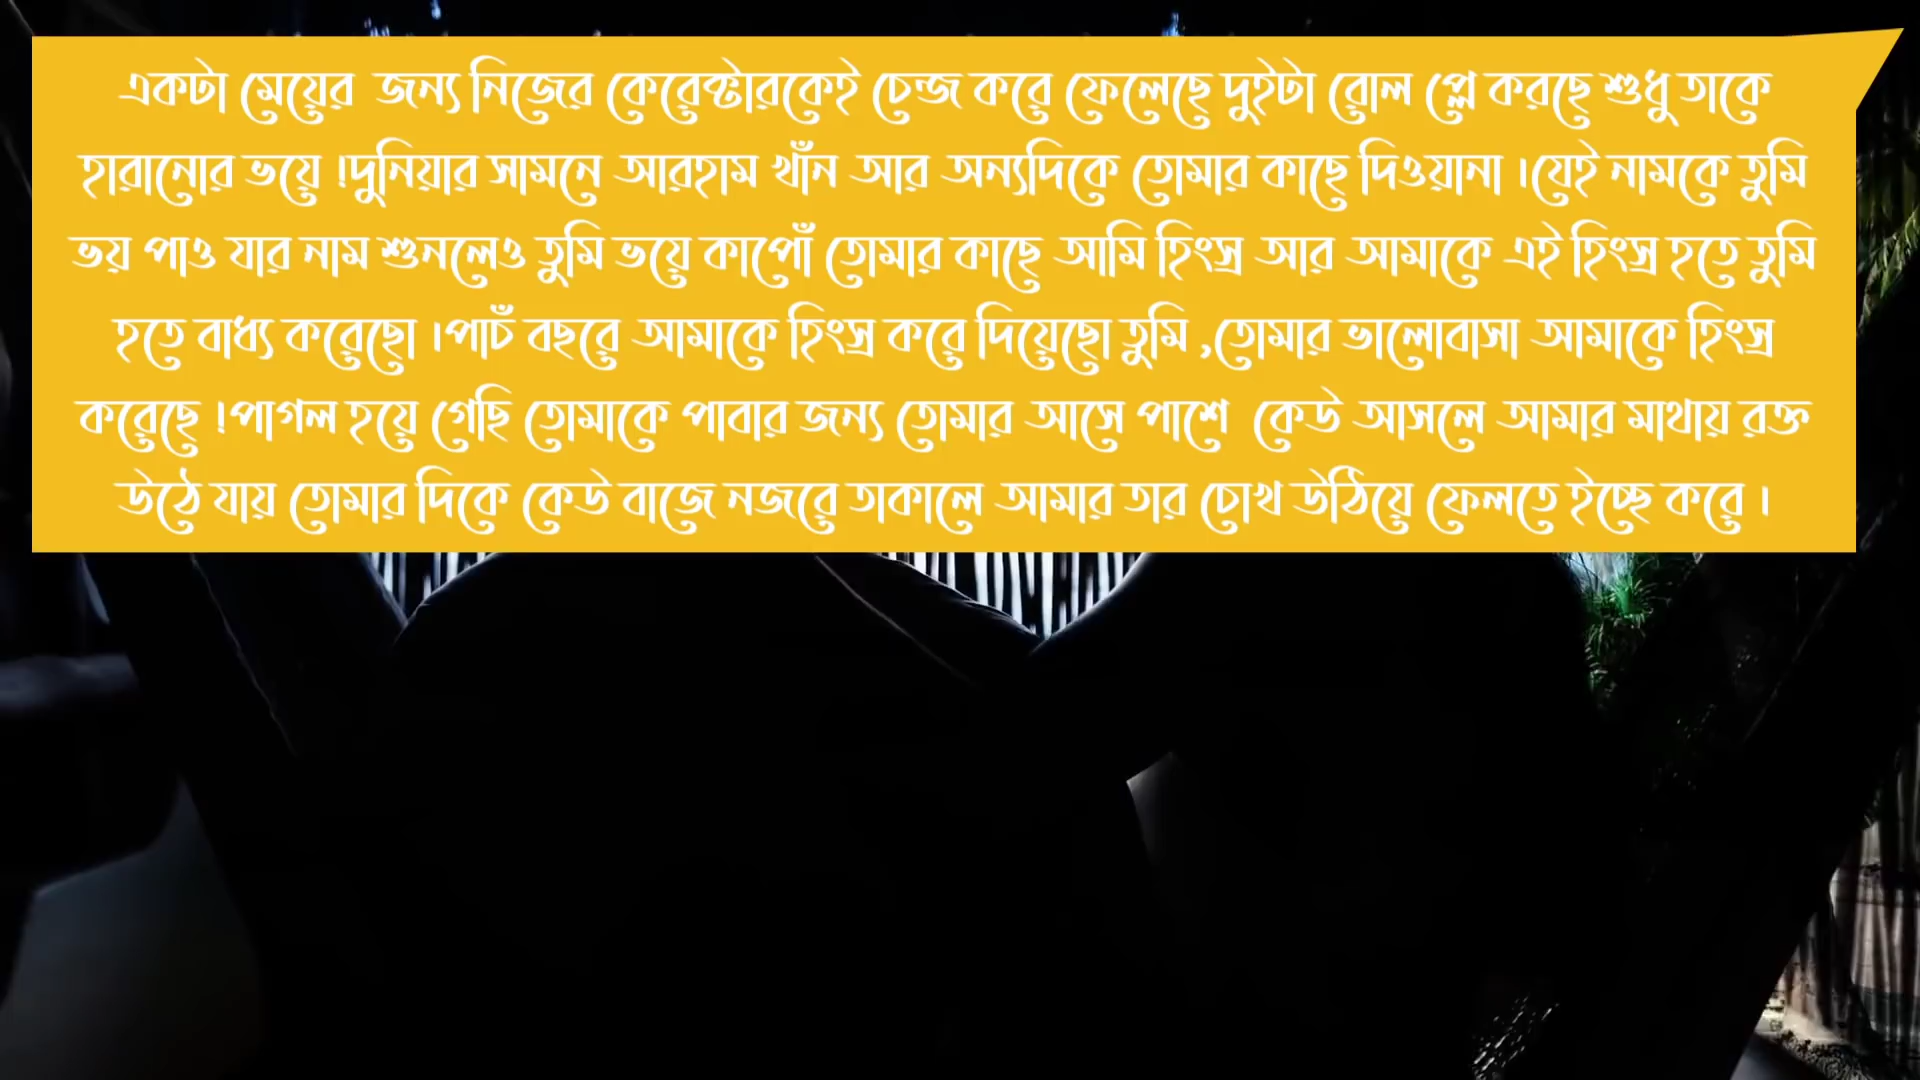 একটা মেয়ের জন্য নিজের কেরেক্টারকেই চেন্জ করে ফেলেছে দুইটা রোল প্লে করছে শুধু তাকে
হারানোর ভয়ে !দুনিয়ার সামনে আরহাম খাঁন আর অন্যদিকে তোমার কাছে দিওয়ানা ।যেই নামকে তুমি
ভয় পাও যার নাম শুনলেও তুমি ভয়ে কাপোঁ তোমার কাছে আমি হিংস্র আর আমাকে এই হিংস্র হতে তুমি
হতে বাধ্য করেছো ।পাচঁ বছরে আমাকে হিংস্র করে দিয়েছো তুমি ,তোমার ভালোবাসা আমাকে হিংস্র
করেছে !পাগল হয়ে গেছি তোমাকে পাবার জন্য তোমার আসে পাশে কেউ আসলে আমার মাথায় রক্ত
উঠে যায় তোমার দিকে কেউ বাজে নজরে তাকালে আমার তার চোখ উঠিয়ে ফেলতে ইচ্ছে করে ।